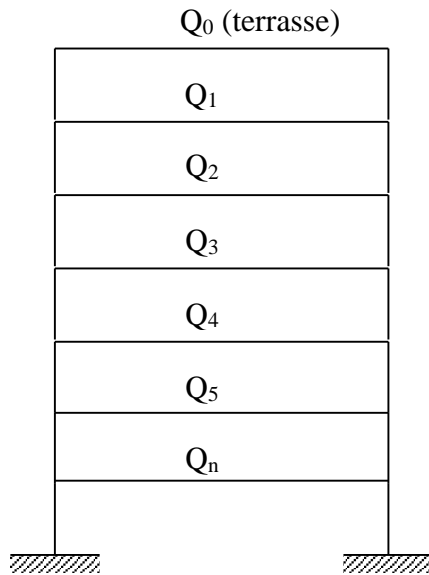 Q₀ (terrasse)
Q₁
Q₂
Q₃
Q₄
Q₅
Qₙ